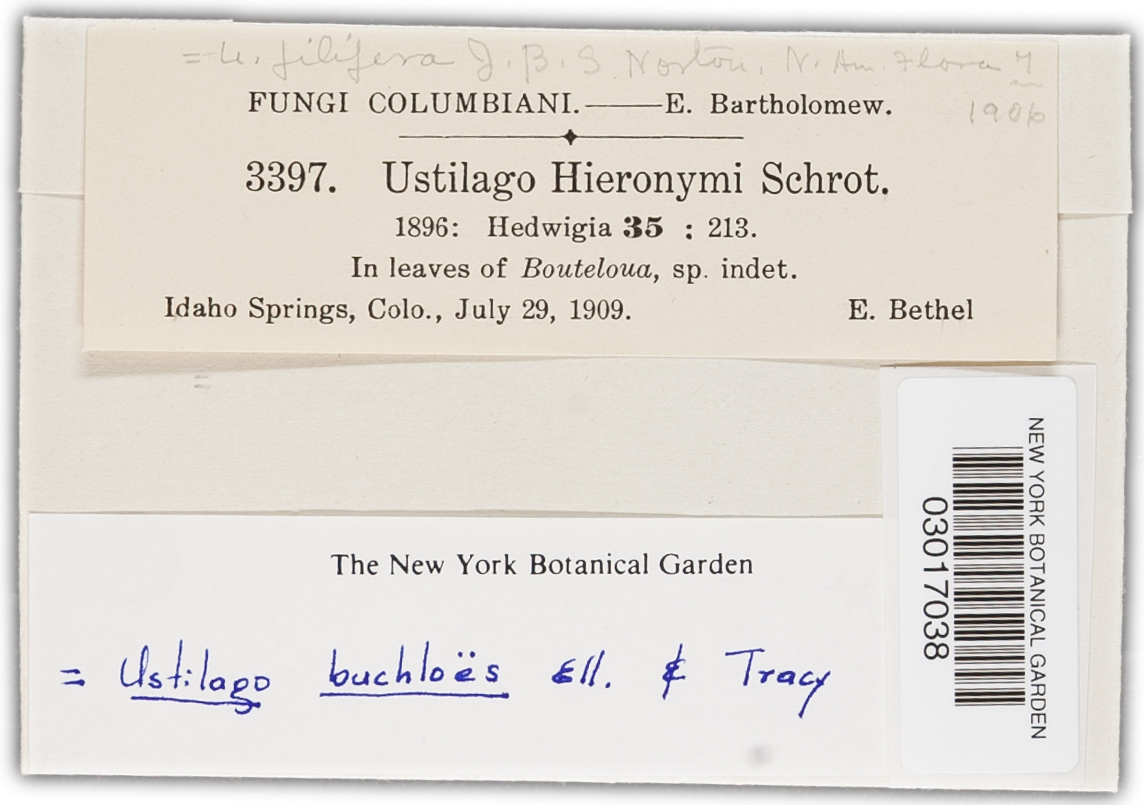 = U. filifera J. B. S Norton, N. Am. Flora 7
1906
FUNGI COLUMBIANI.——E. Bartholomew.
3397. Ustilago Hieronymi Schrot.
1896: Hedwigia 35 : 213.
In leaves of Bouteloua, sp. indet.
Idaho Springs, Colo., July 29, 1909. E. Bethel
=
The New York Botanical Garden
= Ustilago buchloës Ell. & Tracy
NEW YORK BOTANICAL GARDEN
03017038